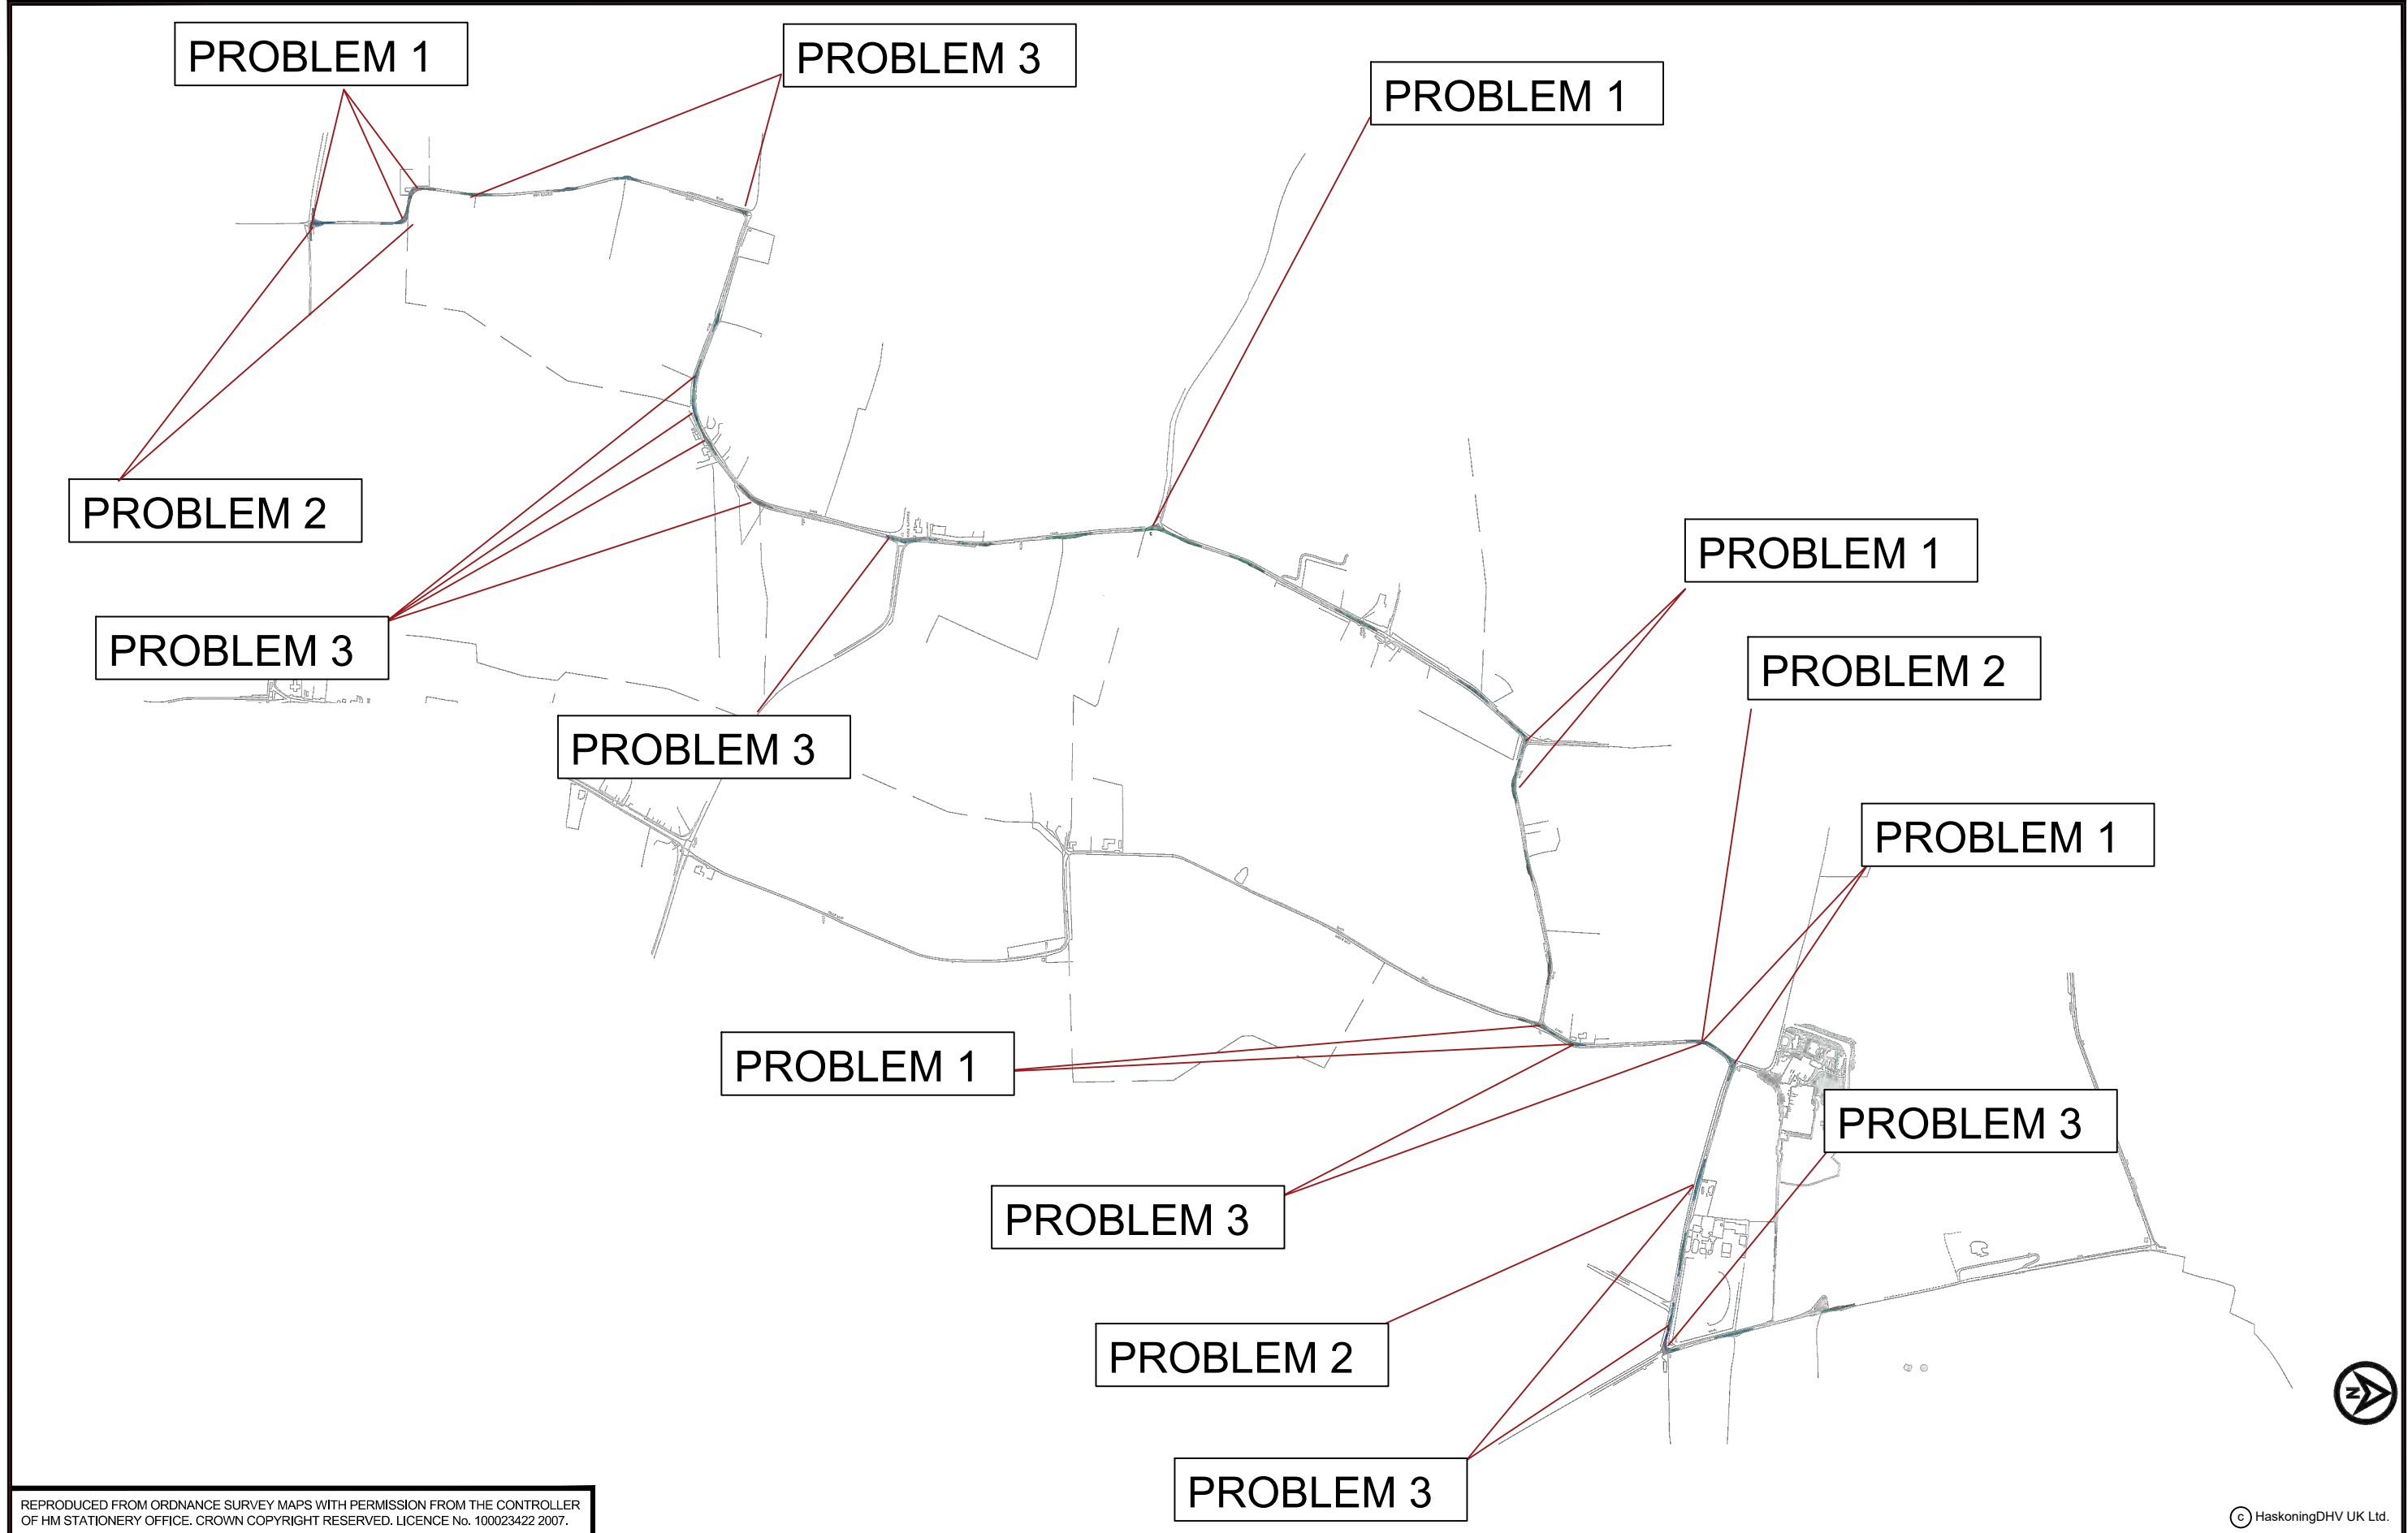 PROBLEM 1
PROBLEM 3
PROBLEM 1
PROBLEM 2
PROBLEM 1
PROBLEM 3
PROBLEM 2
PROBLEM 3
PROBLEM 1
PROBLEM 1
PROBLEM 3
PROBLEM 3
PROBLEM 2
PROBLEM 3
N
REPRODUCED FROM ORDNANCE SURVEY MAPS WITH PERMISSION FROM THE CONTROLLER
OF HM STATIONERY OFFICE. CROWN COPYRIGHT RESERVED. LICENCE No. 100023422 2007.
© HaskoningDHV UK Ltd.